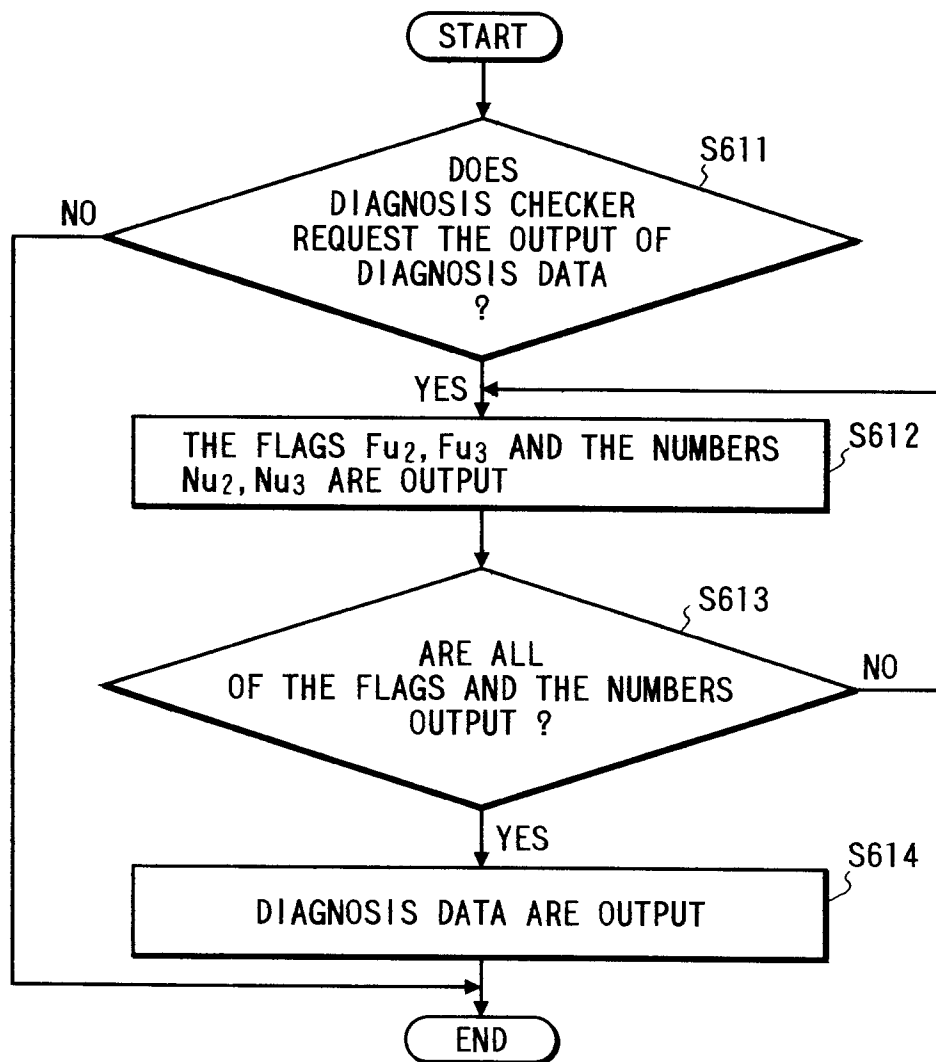 START
S611
DOES
DIAGNOSIS CHECKER
REQUEST THE OUTPUT OF
DIAGNOSIS DATA
?
NO
YES
S612
THE FLAGS Fu2, Fu3 AND THE NUMBERS
Nu2, Nu3 ARE OUTPUT
S613
ARE ALL
OF THE FLAGS AND THE NUMBERS
OUTPUT ?
NO
YES
S614
DIAGNOSIS DATA ARE OUTPUT
END